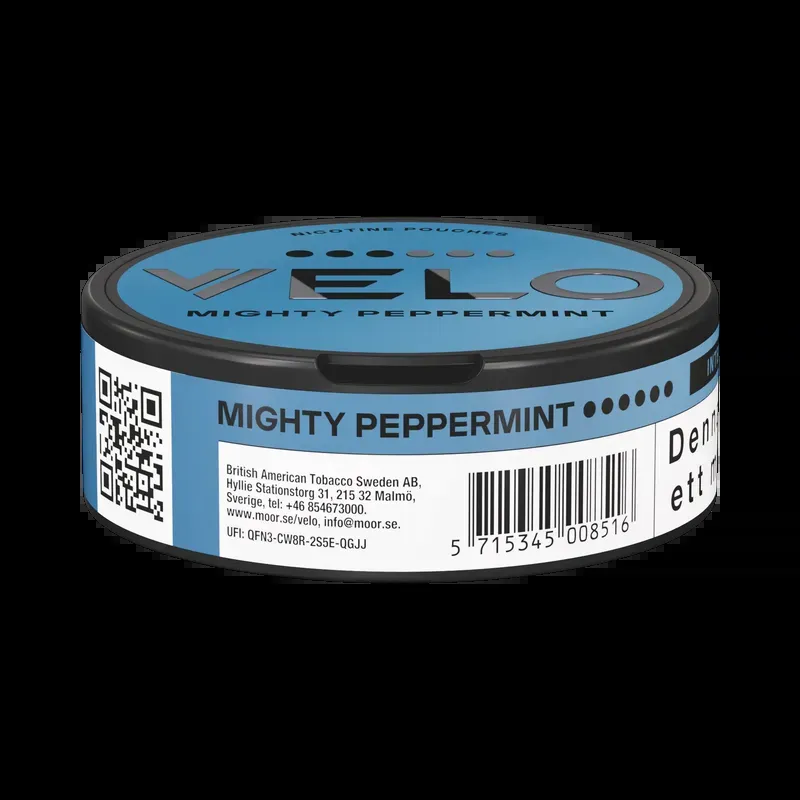 NICOTINE POUCHES
VELO
MIGHTY PEPPERMINT
MIGHTY PEPPERMINT
British American Tobacco Sweden AB,
Hyllie Stationstorg 31, 215 32 Malmö,
Sverige, tel: +46 854673000.
www.moor.se/velo, info@moor.se.
UFI: QFN3-CW8R-2S5E-QGJJ
5 715345 008516
ett